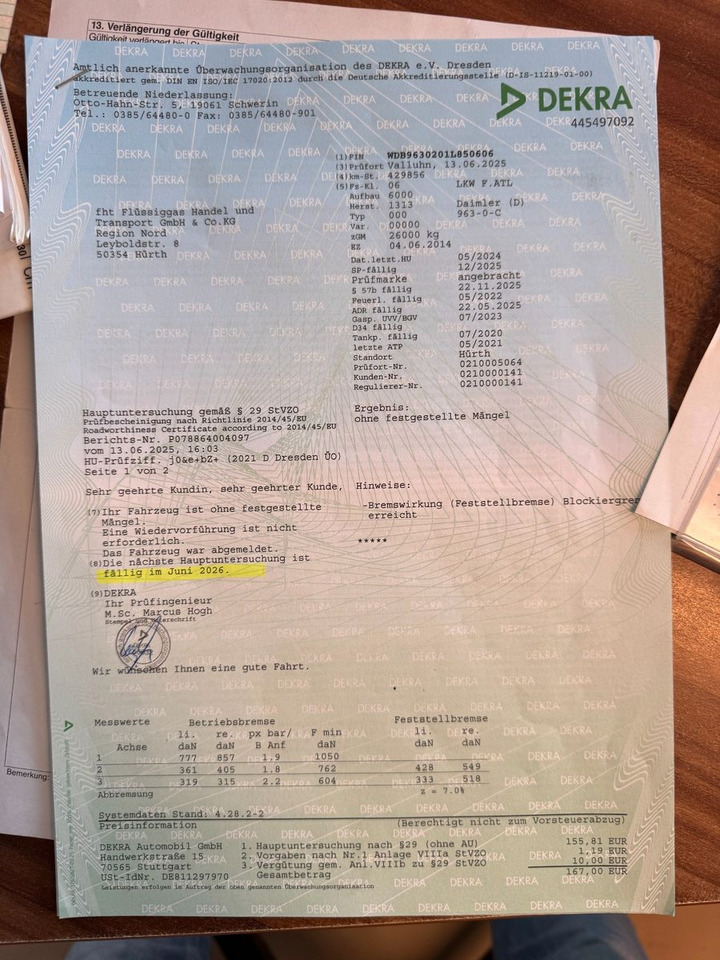 13. Verlängerung der Gültigkeit
Amtlich anerkannte Überwachungsorganisation des DEKRA e.V. Dresden
akkreditiert gem. DIN EN ISO/IEC 17020:2012 durch die Deutsche Akkreditierungsstelle (D-IS-11219-01-00)
Betreuende Niederlassung:
Otto-Hahn-Str. 5, 19061 Schwerin
Tel.: 0385/64480-0 Fax: 0385/64480-901
DEKRA
445497092
(1) FIN WDB9630201L850606
(3) Prüfort Valluhn, 13.06.2025
(4) km-St. 429856
(5) Fz-Kl. 06 LKW F.ATL
Aufbau 6000
Herst. 1313 Daimler (D)
Typ 000 963-0-C
Var. 00000
zGM 26000 kg
EZ 04.06.2014
Dat.letzt.HU 05/2024
SP-fällig 12/2025
Prüfmarke angebracht
§ 57b fällig 22.11.2025
Feuerl. fällig 05/2022
ADR fällig 22.05.2025
Gasp. UVV/BGV 07/2023
D34 fällig
Tankp. fällig 07/2020
letzte ATP 05/2021
Standort Hürth
Prüfort-Nr. 0210005064
Kunden-Nr. 0210000141
Regulierer-Nr. 0210000141
fht Flüssiggas Handel und
Transport GmbH & Co.KG
Region Nord
Leyboldstr. 8
50354 Hürth
Hauptuntersuchung gemäß § 29 StVZO
Prüfbescheinigung nach Richtlinie 2014/45/EU
Roadworthiness Certificate according to 2014/45/EU
Berichts-Nr. P078864004097
vom 13.06.2025, 16:03
HU-Prüfziff. j0&e+bZ+ (2021 D Dresden ÜO)
Seite 1 von 2
Ergebnis:
ohne festgestellte Mängel
Sehr geehrte Kundin, sehr geehrter Kunde,
(7) Ihr Fahrzeug ist ohne festgestellte
Mängel.
Eine Wiedervorführung ist nicht
erforderlich.
Das Fahrzeug war abgemeldet.
(8) Die nächste Hauptuntersuchung ist
fällig im Juni 2026.
(9) DEKRA
Ihr Prüfingenieur
M.Sc. Marcus Hogh
Stempel und Unterschrift
Hinweise:
-Bremswirkung (Feststellbremse) Blockiergren
erreicht
*****
Wir wünschen Ihnen eine gute Fahrt.
Messwerte Betriebsbremse Feststellbremse
li. re. px bar/ F min li. re.
Achse daN daN B Anf daN daN daN
1 777 857 1.9 1050
2 361 405 1.8 762 428 549
3 319 315 2.2 604 333 518
Abbremsung z = 7.0%
Systemdaten Stand: 4.28.2-2
Preisinformation (Berechtigt nicht zum Vorsteuerabzug)
DEKRA Automobil GmbH 1. Hauptuntersuchung nach §29 (ohne AU) 155,81 EUR
Handwerkstraße 15 2. Vorgaben nach Nr.1 Anlage VIIIa StVZO 1,19 EUR
70565 Stuttgart 3. Vergütung gem. Anl.VIIIb zu §29 StVZO 10,00 EUR
USt-IdNr. DE811297970 Gesamtbetrag 167,00 EUR
Leistungen erfolgen im Auftrag der oben genannten Überwachungsorganisation
Bemerkung: